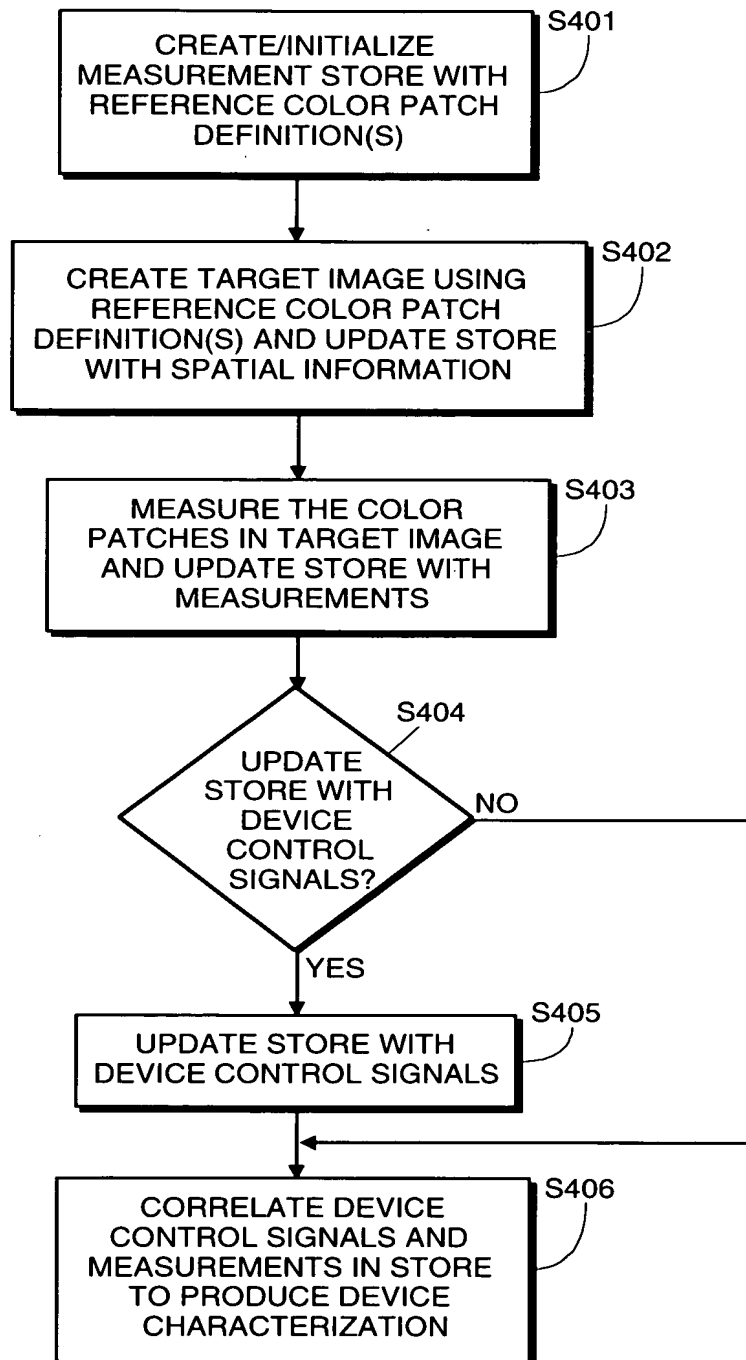 S401
CREATE/INITIALIZE
MEASUREMENT STORE WITH
REFERENCE COLOR PATCH
DEFINITION(S)
S402
CREATE TARGET IMAGE USING
REFERENCE COLOR PATCH
DEFINITION(S) AND UPDATE STORE
WITH SPATIAL INFORMATION
S403
MEASURE THE COLOR
PATCHES IN TARGET IMAGE
AND UPDATE STORE WITH
MEASUREMENTS
S404
UPDATE
STORE WITH
DEVICE
CONTROL
SIGNALS?
NO
YES
S405
UPDATE STORE WITH
DEVICE CONTROL SIGNALS
S406
CORRELATE DEVICE
CONTROL SIGNALS AND
MEASUREMENTS IN STORE
TO PRODUCE DEVICE
CHARACTERIZATION